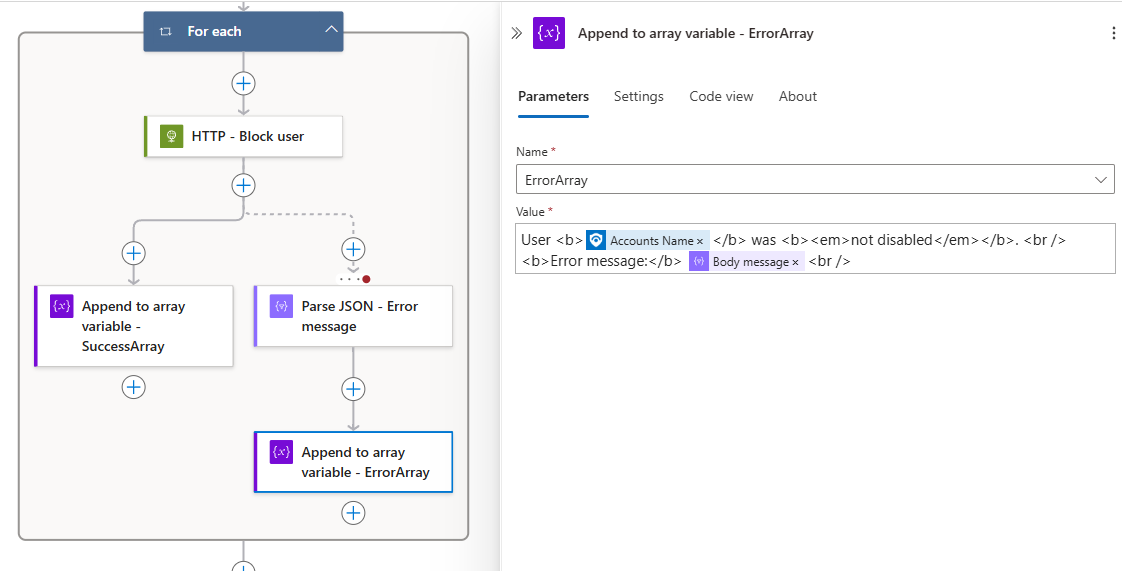 For each
HTTP - Block user
Append to array
variable -
SuccessArray
Parse JSON - Error
message
Append to array
variable - ErrorArray
{x} Append to array variable - ErrorArray
Parameters Settings Code view About
Name *
ErrorArray
Value *
User <b> Accounts Name × </b> was <b><em>not disabled</em></b>. <br />
<b>Error message:</b> Body message × <br />